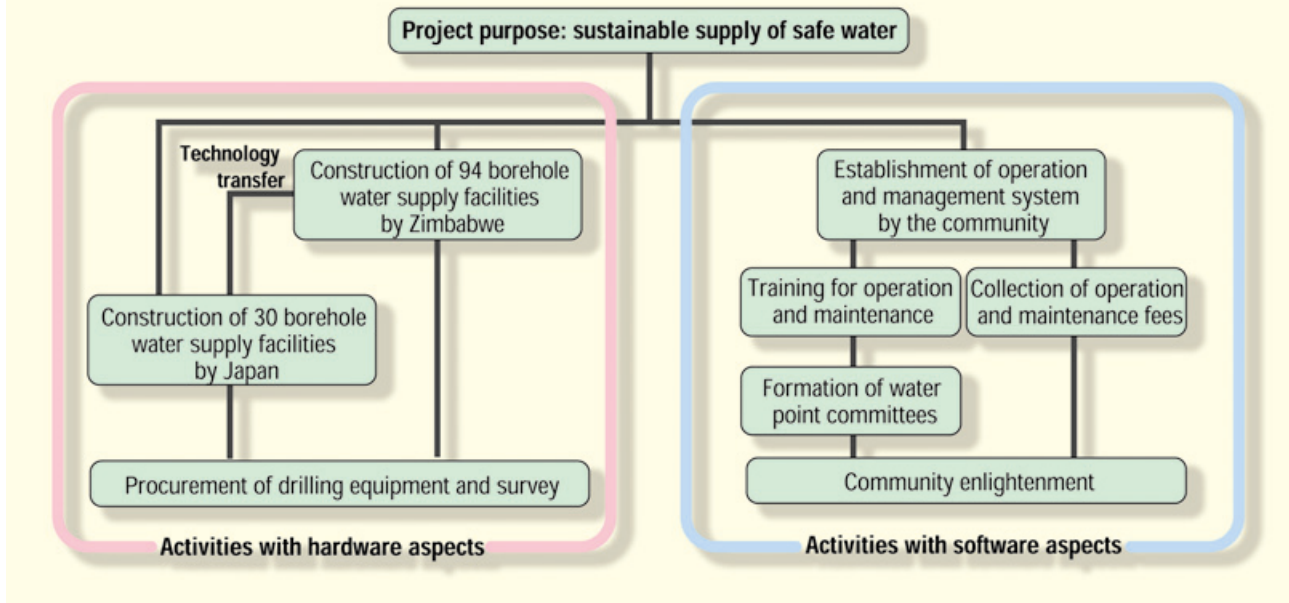 Project purpose: sustainable supply of safe water
Technology
transfer
Construction of 94 borehole
water supply facilities
by Zimbabwe
Construction of 30 borehole
water supply facilities
by Japan
Procurement of drilling equipment and survey
Activities with hardware aspects
Establishment of operation
and management system
by the community
Training for operation
and maintenance
Collection of operation
and maintenance fees
Formation of water
point committees
Community enlightenment
Activities with software aspects